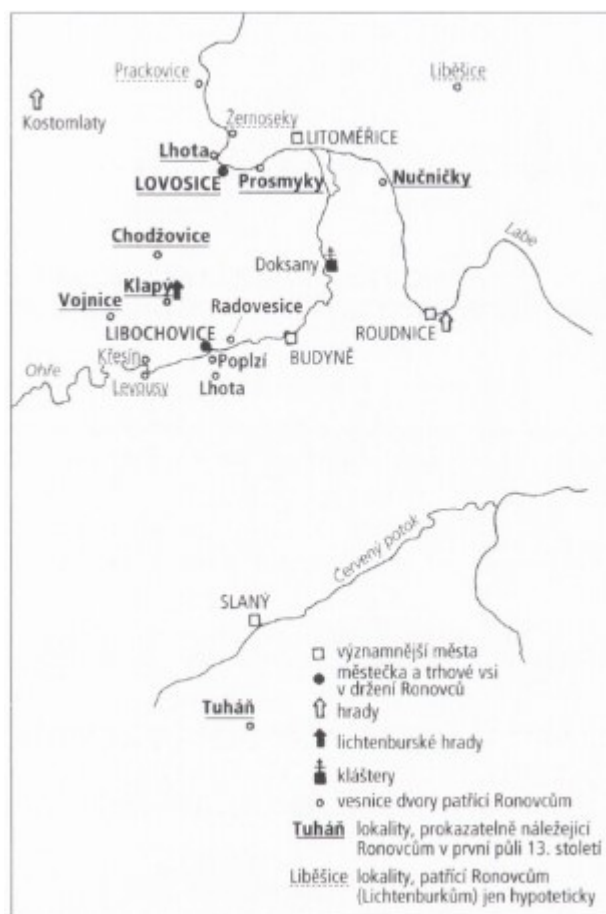 Prackovice
Liběšice
Kostomlaty
Žernoseky
LITOMĚŘICE
Lhota
LOVOSICE
Prosmyky
Nučničky
Chodžovice
Labe
Doksany
Klapý
Vojnice
Radovesice
LIBOCHOVICE
ROUDNICE
Křesín
Poplzí
BUDYNĚ
Ohře
Levousy
Lhota
Červený potok
SLANÝ
Tuháň
významnější města
městečka a trhové vsi
v držení Ronovců
hrady
lichtenburské hrady
kláštery
vesnice dvory patřící Ronovcům
Tuháň lokality, prokazatelně náležející
Ronovcům v první půli 13. století
Liběšice lokality, patřící Ronovcům
(Lichtenburkům) jen hypoteticky